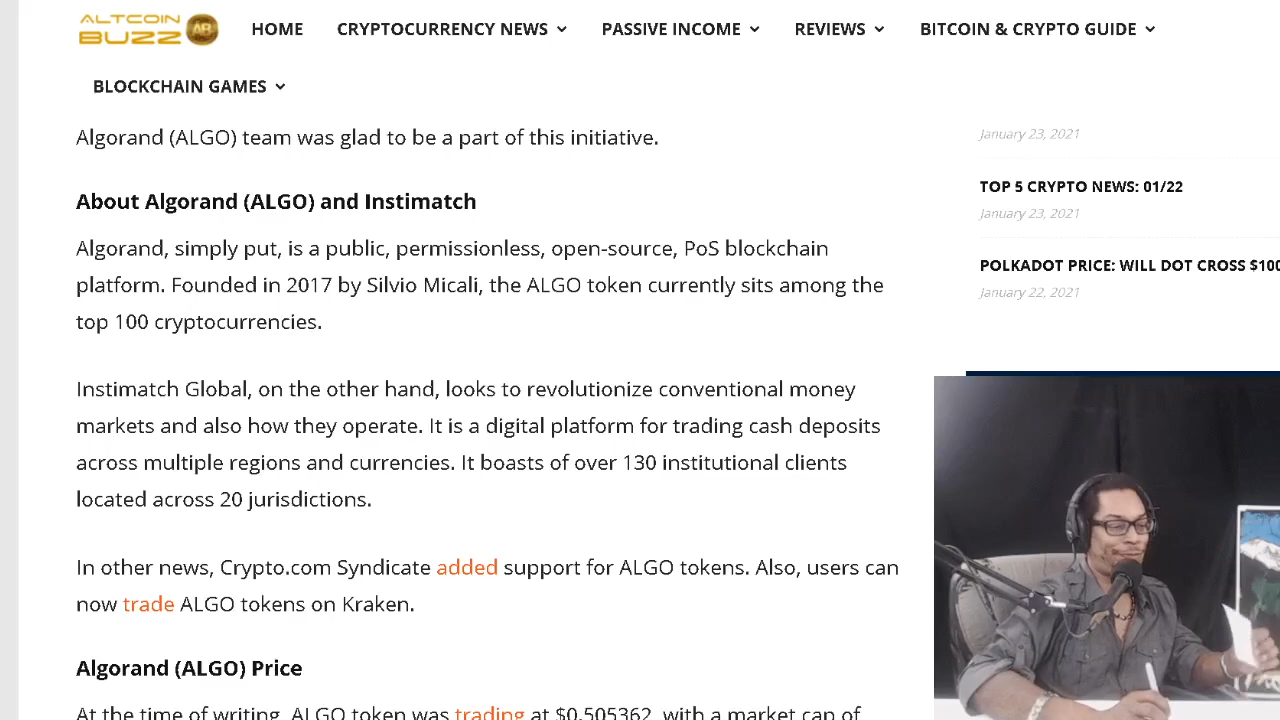 ALTCOIN
BUZZ
AB
HOME
CRYPTOCURRENCY NEWS
PASSIVE INCOME
REVIEWS
BITCOIN & CRYPTO GUIDE
BLOCKCHAIN GAMES
Algorand (ALGO) team was glad to be a part of this initiative.
About Algorand (ALGO) and Instimatch
Algorand, simply put, is a public, permissionless, open-source, PoS blockchain
platform. Founded in 2017 by Silvio Micali, the ALGO token currently sits among the
top 100 cryptocurrencies.
Instimatch Global, on the other hand, looks to revolutionize conventional money
markets and also how they operate. It is a digital platform for trading cash deposits
across multiple regions and currencies. It boasts of over 130 institutional clients
located across 20 jurisdictions.
In other news, Crypto.com Syndicate added support for ALGO tokens. Also, users can
now trade ALGO tokens on Kraken.
Algorand (ALGO) Price
At the time of writing, ALGO token was trading at $0.505362, with a market cap of
January 23, 2021
TOP 5 CRYPTO NEWS: 01/22
January 23, 2021
POLKADOT PRICE: WILL DOT CROSS $100
January 22, 2021